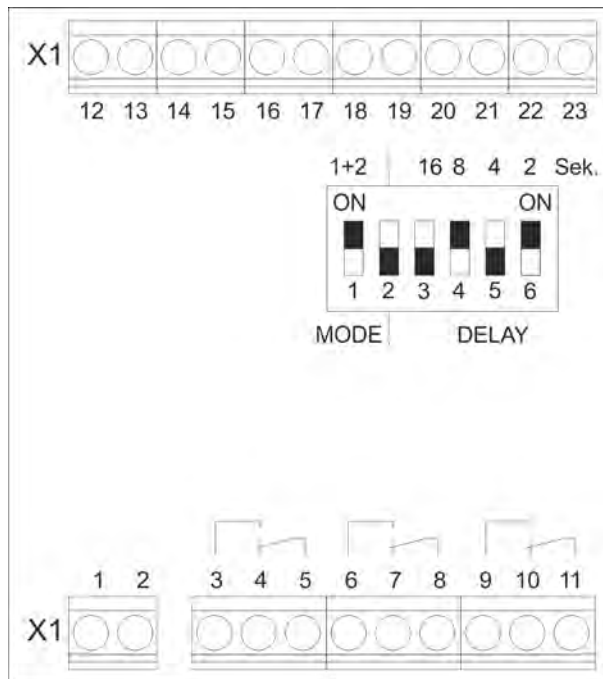 X1
12 13 14 15 16 17 18 19 20 21 22 23
1+2 16 8 4 2 Sek.
ON ON
1 2 3 4 5 6
MODE DELAY
1 2 3 4 5 6 7 8 9 10 11
X1